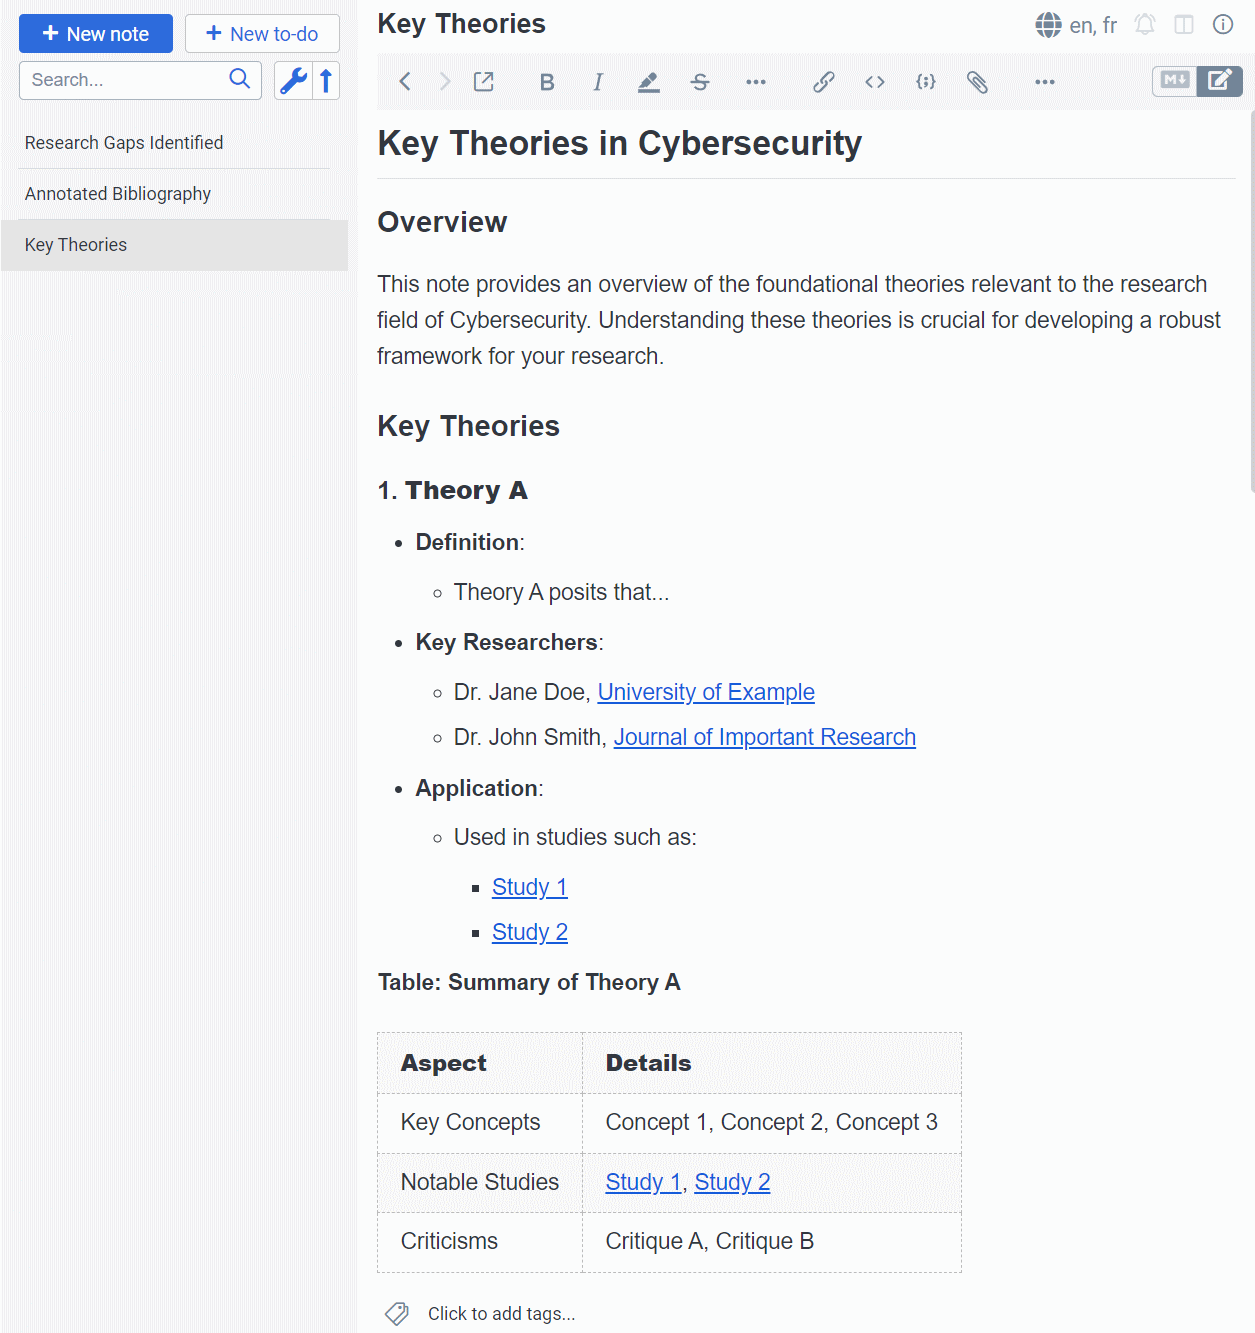 New note
New to-do
Search...
Research Gaps Identified
Annotated Bibliography
Key Theories
Key Theories
en, fr
B I S
M
Key Theories in Cybersecurity
Overview
This note provides an overview of the foundational theories relevant to the research
field of Cybersecurity. Understanding these theories is crucial for developing a robust
framework for your research.
Key Theories
1. Theory A
• Definition:
◦ Theory A posits that...
• Key Researchers:
◦ Dr. Jane Doe, University of Example
◦ Dr. John Smith, Journal of Important Research
• Application:
◦ Used in studies such as:
▪ Study 1
▪ Study 2
Table: Summary of Theory A
Aspect Details
Key Concepts Concept 1, Concept 2, Concept 3
Notable Studies Study 1, Study 2
Criticisms Critique A, Critique B
Click to add tags...